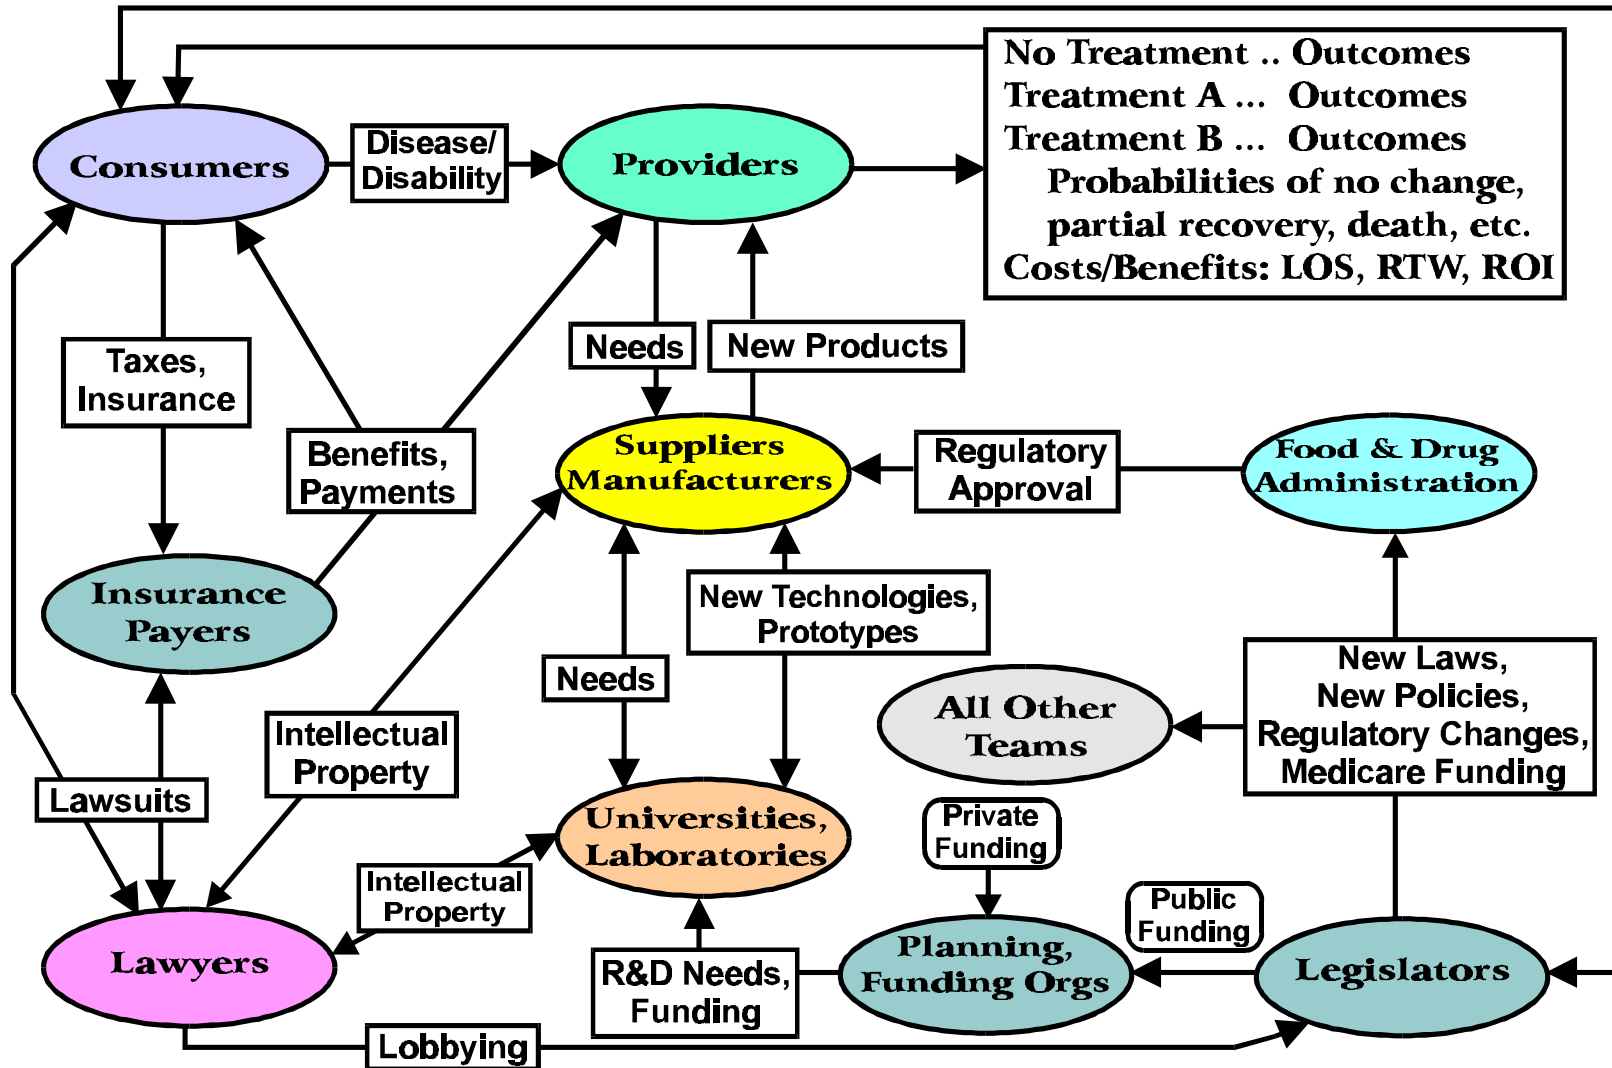 No Treatment .. Outcomes
Treatment A ... Outcomes
Treatment B ... Outcomes
Probabilities of no change,
partial recovery, death, etc.
Costs/Benefits: LOS, RTW, ROI
Consumers
Disease/
Disability
Providers
Taxes,
Insurance
Needs
New Products
Benefits,
Payments
Suppliers
Manufacturers
Regulatory
Approval
Food & Drug
Administration
Insurance
Payers
New Technologies,
Prototypes
Needs
All Other
Teams
New Laws,
New Policies,
Regulatory Changes,
Medicare Funding
Intellectual
Property
Lawsuits
Universities,
Laboratories
Private
Funding
Intellectual
Property
Public
Funding
Lawyers
R&D Needs,
Funding
Planning,
Funding Orgs
Legislators
Lobbying